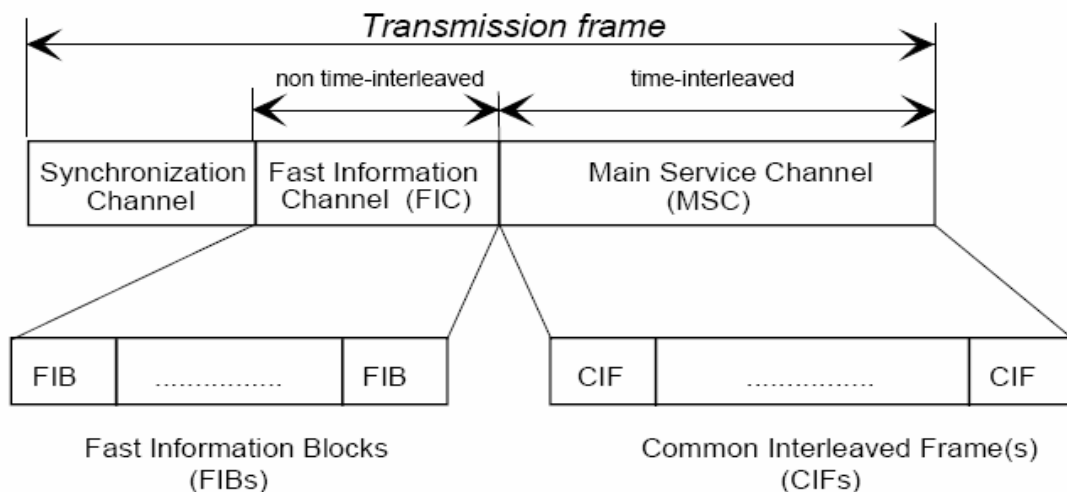 Transmission frame
non time-interleaved
time-interleaved
Synchronization
Channel
Fast Information
Channel (FIC)
Main Service Channel
(MSC)
FIB
................
FIB
CIF
................
CIF
Fast Information Blocks
(FIBs)
Common Interleaved Frame(s)
(CIFs)